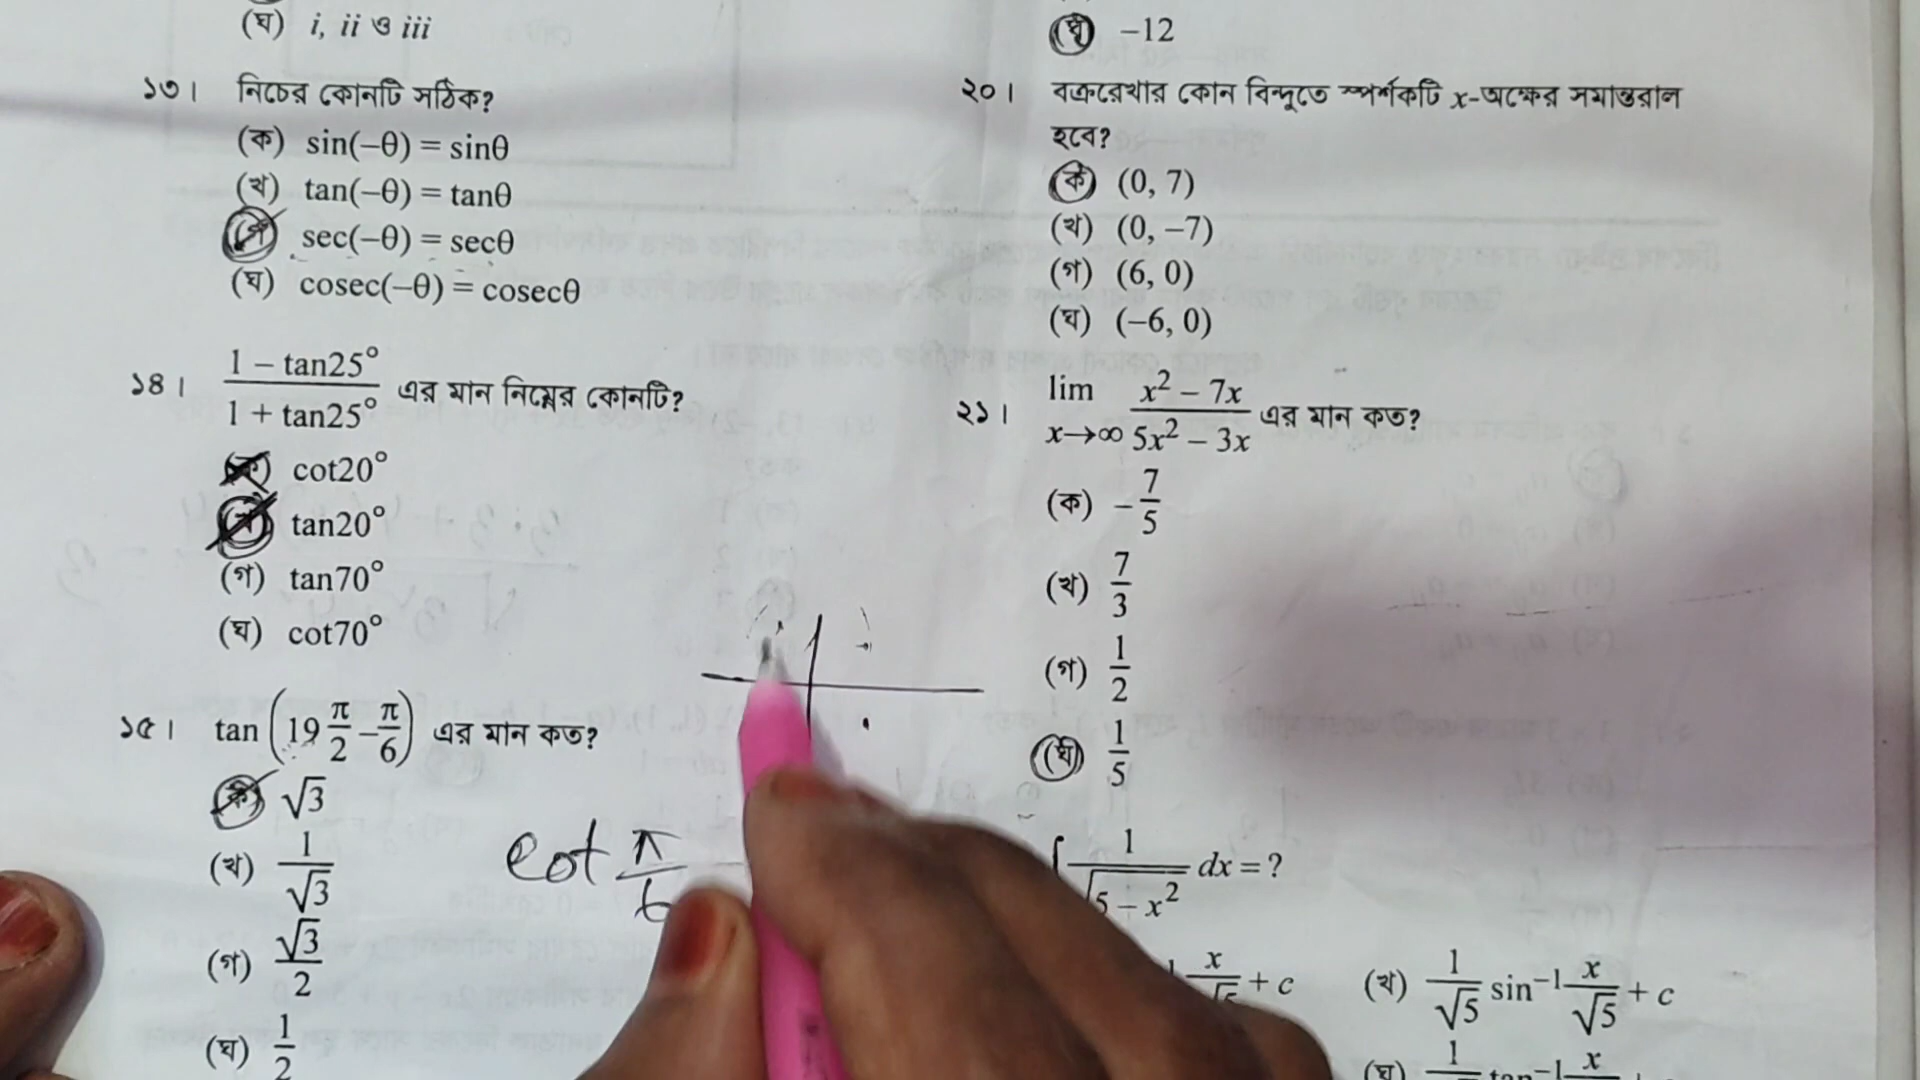 (ঘ) i, ii ও iii
১৩। নিচের কোনটি সঠিক?
(ক) sin(–θ) = sinθ
(খ) tan(–θ) = tanθ
(গ) sec(–θ) = secθ
(ঘ) cosec(–θ) = cosecθ
১৪। (1 – tan25°)/(1 + tan25°) এর মান নিম্নের কোনটি?
(ক) cot20°
(খ) tan20°
(গ) tan70°
(ঘ) cot70°
১৫। tan (19 π/2 – π/6) এর মান কত?
(ক) √3
(খ) 1/√3
(গ) √3/2
(ঘ) 1/2
cot π/6
(ঘ) –12
২০। বক্ররেখার কোন বিন্দুতে স্পর্শকটি x-অক্ষের সমান্তরাল
হবে?
(ক) (0, 7)
(খ) (0, –7)
(গ) (6, 0)
(ঘ) (–6, 0)
২১। lim x→∞ (x² – 7x)/(5x² – 3x) এর মান কত?
(ক) –7/5
(খ) 7/3
(গ) 1/2
(ঘ) 1/5
∫ 1/√(5 – x²) dx = ?
x/√5 + c
(খ) 1/√5 sin⁻¹ x/√5 + c